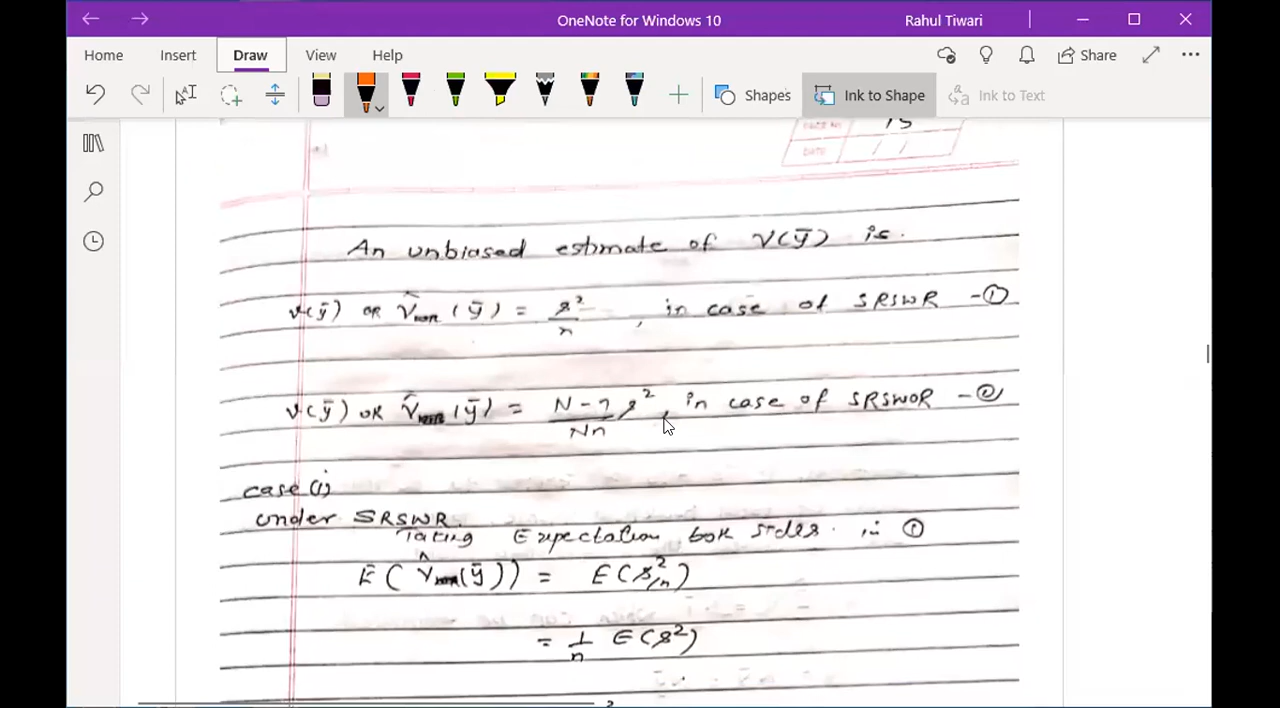 OneNote for Windows 10
Rahul Tiwari
Home Insert Draw View Help
Share
Shapes Ink to Shape Ink to Text
15
DATE
An unbiased estimate of V(ȳ) is.
v(ȳ) OR V̂ (ȳ) = s²/n , in case of SRSWR -①
v(ȳ) OR V̂ (ȳ) = N-n/Nn s², in case of SRSWOR -②
case (i)
under SRSWR.
Taking Expectation both sides. in ①
E( V̂ (ȳ)) = E(s²/n)
= 1/n E(s²)